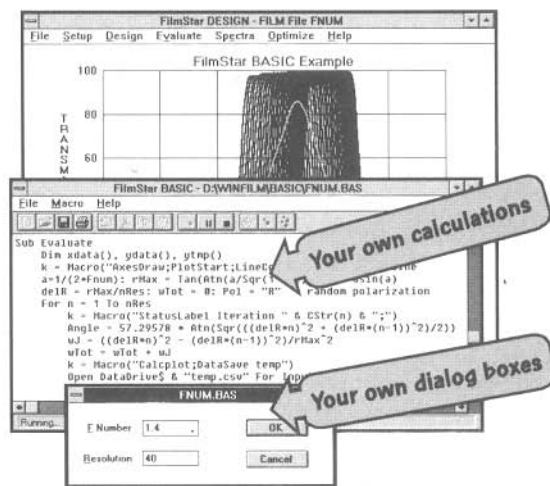 FilmStar DESIGN - FILM File FNUM
File Setup Design Evaluate Spectra Optimize Help
FilmStar BASIC Example
100
80
60
TRANSM
FilmStar BASIC - D:\WINFILM\BASIC\FNUM.BAS
File Macro Help
Sub Evaluate
Dim xdata(), ydata(), ytmp()
k = Macro("AxesDraw;PlotStart;LineC
a=1/(2*Fnum): rMax = Tan(Atn(a/Sqr(1
delR = rMax/nRes: wTot = 0: Pol = "R" random polarization
For n = 1 To nRes
k = Macro("StatusLabel Iteration " & CStr(n) & ";")
Angle = 57.29578 * Atn(Sqr(((delR*n)^2 + (delR*(n-1))^2)/2))
wJ = ((delR*n)^2 - (delR*(n-1))^2)/rMax^2
wTot = wTot + wJ
k = Macro("Calcplot;DataSave temp")
Open DataDrive$ & "temp.csv" For Inpu
Running...
Your own calculations
Your own dialog boxes
FNUM.BAS
F Number 1.4 OK
Resolution 40 Cancel